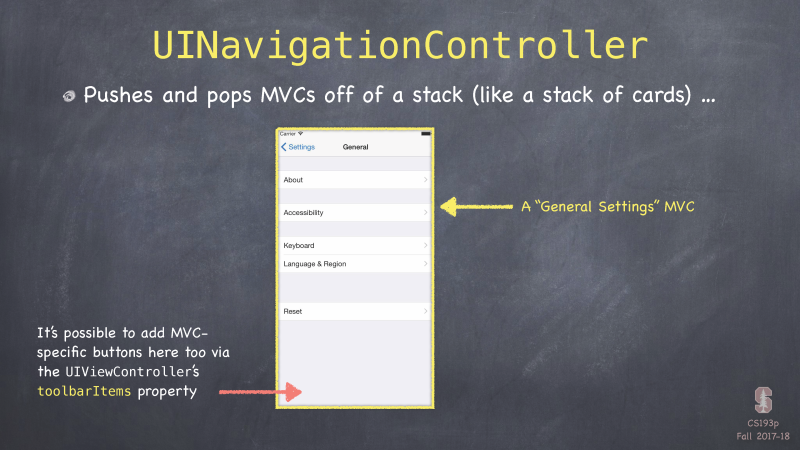 UINavigationController
Pushes and pops MVCs off of a stack (like a stack of cards) ...
Carrier
Settings
General
About
Accessibility
Keyboard
Language & Region
Reset
A “General Settings” MVC
It’s possible to add MVC-
specific buttons here too via
the UIViewController’s
toolbarItems property
S
CS193p
Fall 2017-18